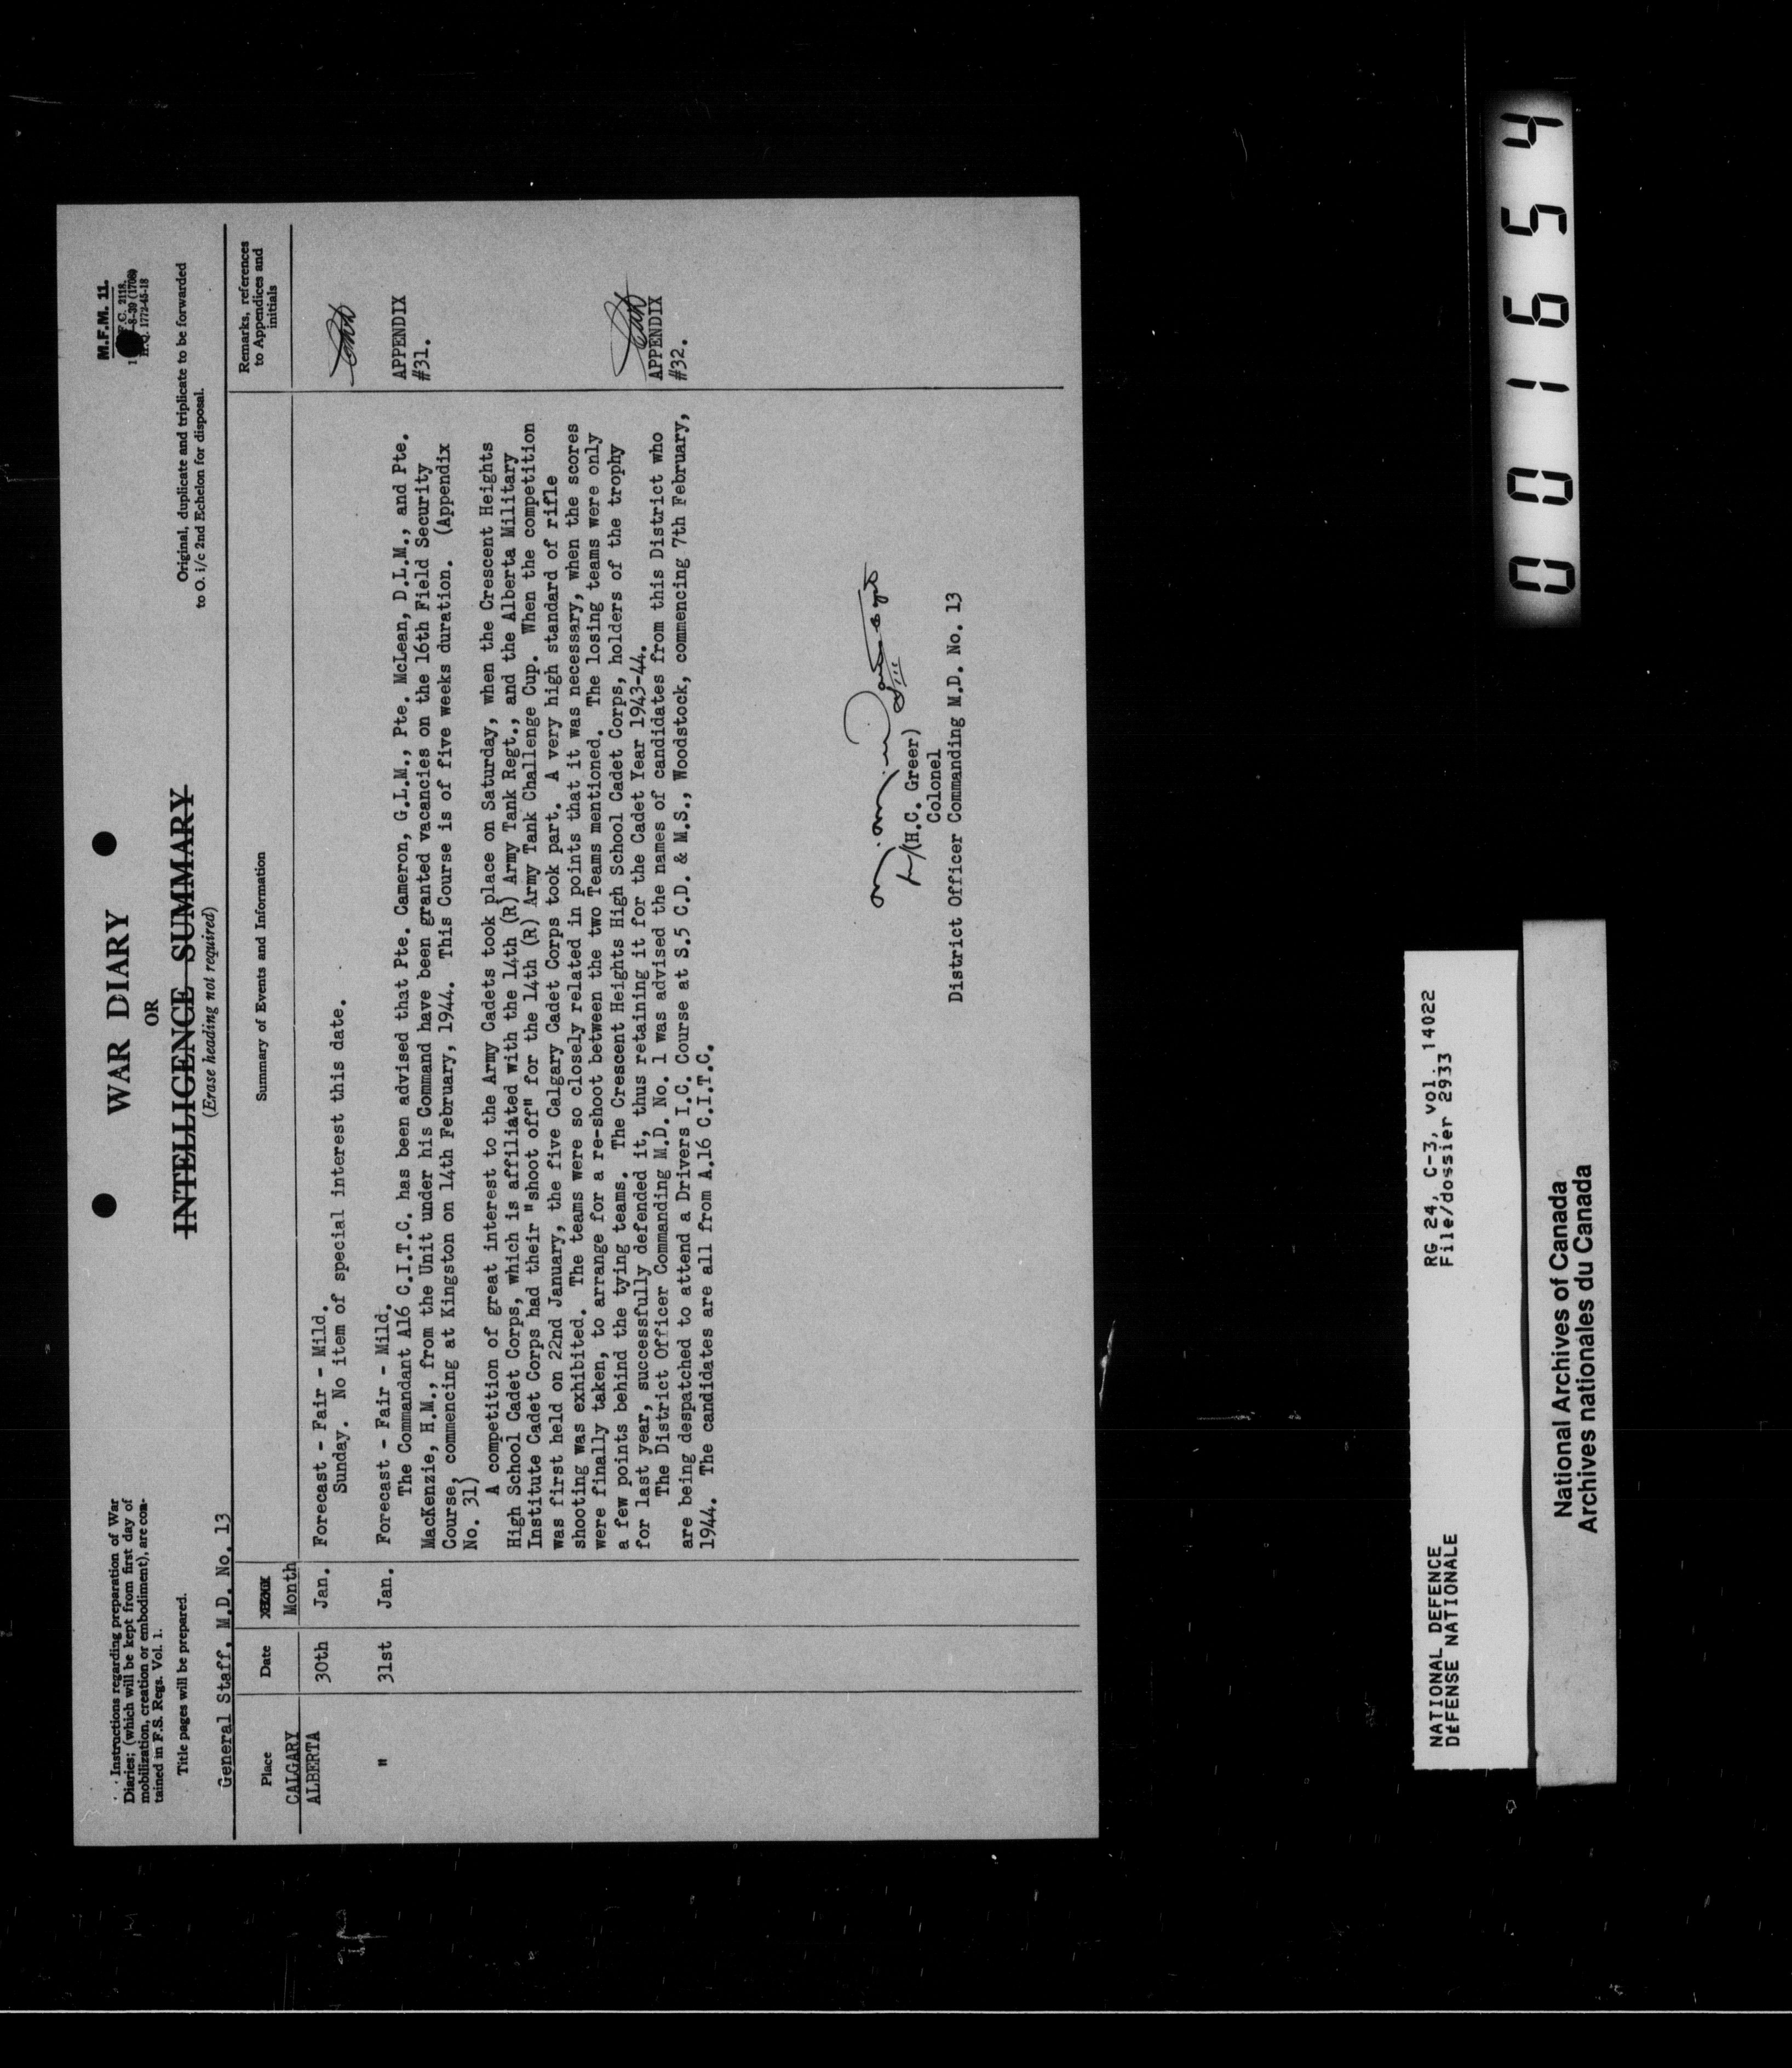 M.F.M. 11.
H.Q. 1772-45-18
WAR DIARY
OR
INTELLIGENCE SUMMARY
(Erase heading not required)
Instructions regarding preparation of War
Diaries; (which will be kept from first day of
mobilization, creation or embodiment), are con-
tained in F.S. Regs. Vol. 1.
Title pages will be prepared.
Original, duplicate and triplicate to be forwarded
to O. i/c 2nd Echelon for disposal.
General Staff, M.D. No. 13
Place
Date
Month
Summary of Events and Information
Remarks, references
to Appendices and
initials
CALGARY
ALBERTA
30th
Jan.
Forecast - Fair - Mild.
Sunday. No item of special interest this date.
"
31st
Jan.
Forecast - Fair - Mild.
The Commandant A16 C.I.T.C. has been advised that Pte. Cameron, G.L.M., Pte. McLean, D.L.M., and Pte.
MacKenzie, H.M., from the Unit under his Command have been granted vacancies on the 16th Field Security
Course, commencing at Kingston on 14th February, 1944. This Course is of five weeks duration. (Appendix
No. 31)
APPENDIX
#31.
A competition of great interest to the Army Cadets took place on Saturday, when the Crescent Heights
High School Cadet Corps, which is affiliated with the 14th (R) Army Tank Regt., and the Alberta Military
Institute Cadet Corps had their "shoot off" for the 14th (R) Army Tank Challenge Cup. When the competition
was first held on 22nd January, the five Calgary Cadet Corps took part. A very high standard of rifle
shooting was exhibited. The teams were so closely related in points that it was necessary, when the scores
were finally taken, to arrange for a re-shoot between the two Teams mentioned. The losing teams were only
a few points behind the tying teams. The Crescent Heights High School Cadet Corps, holders of the trophy
for last year, successfully defended it, thus retaining it for the Cadet Year 1943-44.
The District Officer Commanding M.D. No. 1 was advised the names of candidates from this District who
are being despatched to attend a Drivers I.C. Course at S.5 C.D. & M.S., Woodstock, commencing 7th February,
1944. The candidates are all from A.16 C.I.T.C.
APPENDIX
#32.
(H.C. Greer)
Colonel
District Officer Commanding M.D. No. 13
001654
NATIONAL DEFENCE
DÉFENSE NATIONALE
RG 24, C-3, vol. 14022
File/dossier 2933
National Archives of Canada
Archives nationales du Canada